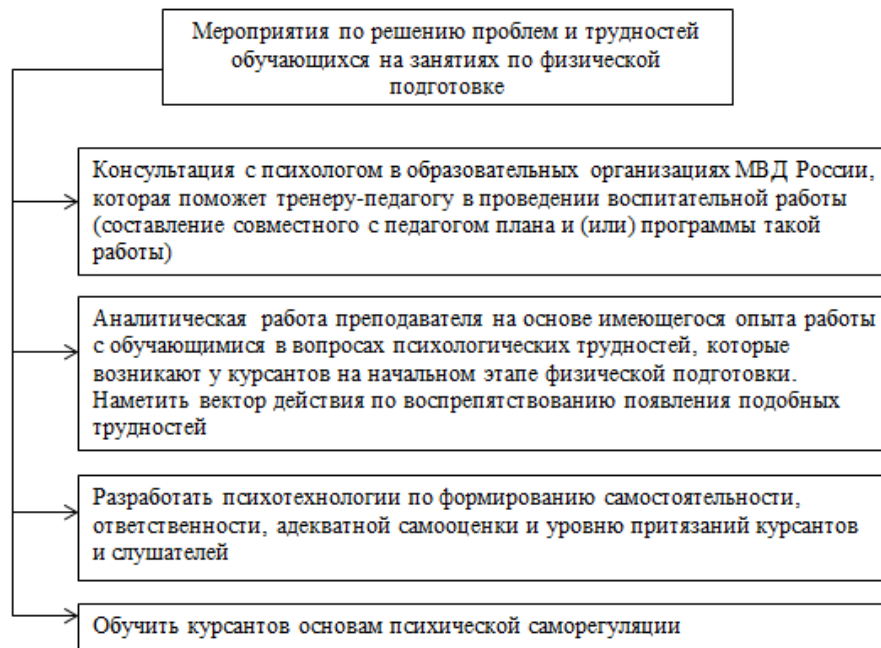 Мероприятия по решению проблем и трудностей
обучающихся на занятиях по физической
подготовке
Консультация с психологом в образовательных организациях МВД России,
которая поможет тренеру-педагогу в проведении воспитательной работы
(составление совместного с педагогом плана и (или) программы такой
работы)
Аналитическая работа преподавателя на основе имеющегося опыта работы
с обучающимися в вопросах психологических трудностей, которые
возникают у курсантов на начальном этапе физической подготовки.
Наметить вектор действия по воспрепятствованию появления подобных
трудностей
Разработать психотехнологии по формированию самостоятельности,
ответственности, адекватной самооценки и уровню притязаний курсантов
и слушателей
Обучить курсантов основам психической саморегуляции